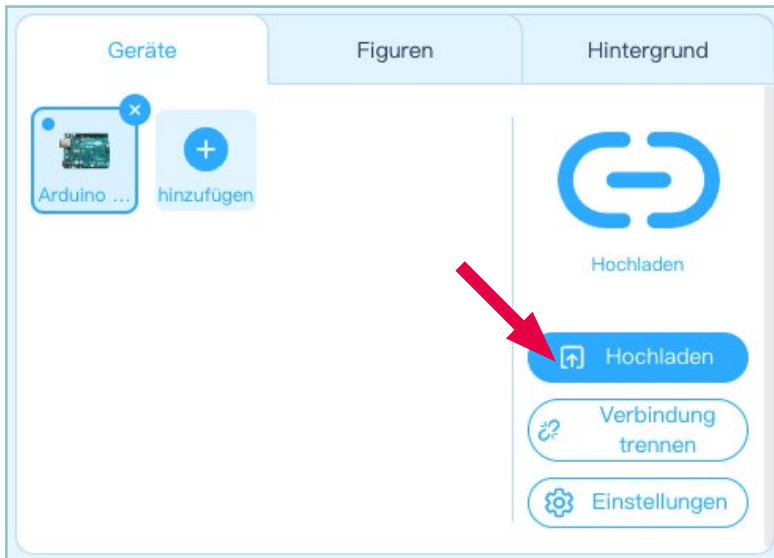 Geräte
Figuren
Hintergrund
Arduino ...
hinzufügen
Hochladen
Hochladen
Verbindung
trennen
Einstellungen